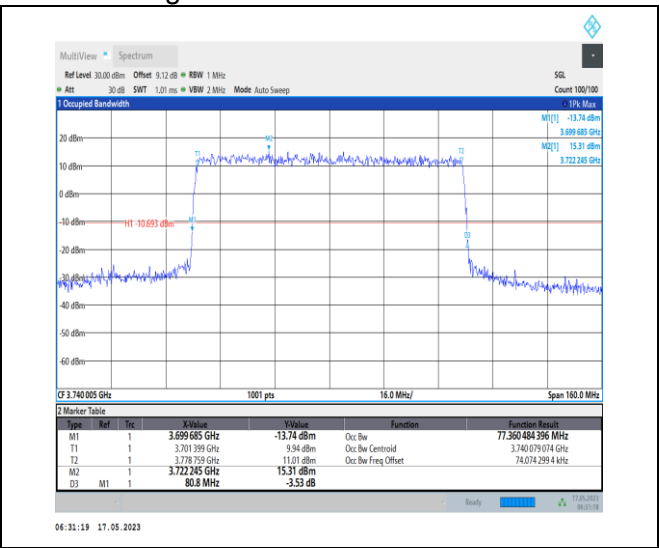 MultiView Spectrum
Ref Level 30.00 dBm Offset 9.12 dB RBW 1 MHz SGL
Att 30 dB SWT 1.01 ms VBW 2 MHz Mode Auto Sweep Count 100/100
1 Occupied Bandwidth 1Pk Max
M1[1] -13.74 dBm
3.699 685 GHz
M2[1] 15.31 dBm
3.722 245 GHz
20 dBm
M2
T1
T2
10 dBm
0 dBm
-10 dBm
H1 -10.693 dBm
M1
D3
-20 dBm
-30 dBm
-40 dBm
-50 dBm
-60 dBm
CF 3.740 005 GHz 1001 pts 16.0 MHz/ Span 160.0 MHz
2 Marker Table
Type Ref Trc X-Value Y-Value Function Function Result
M1 1 3.699 685 GHz -13.74 dBm Occ Bw 77.360 484 396 MHz
T1 1 3.701 399 GHz 9.94 dBm Occ Bw Centroid 3.740 079 074 GHz
T2 1 3.778 759 GHz 11.01 dBm Occ Bw Freq Offset 74.074 299 4 kHz
M2 1 3.722 245 GHz 15.31 dBm
D3 M1 1 80.8 MHz -3.53 dB
Ready 17.05.2023
06:31:18
06:31:19 17.05.2023